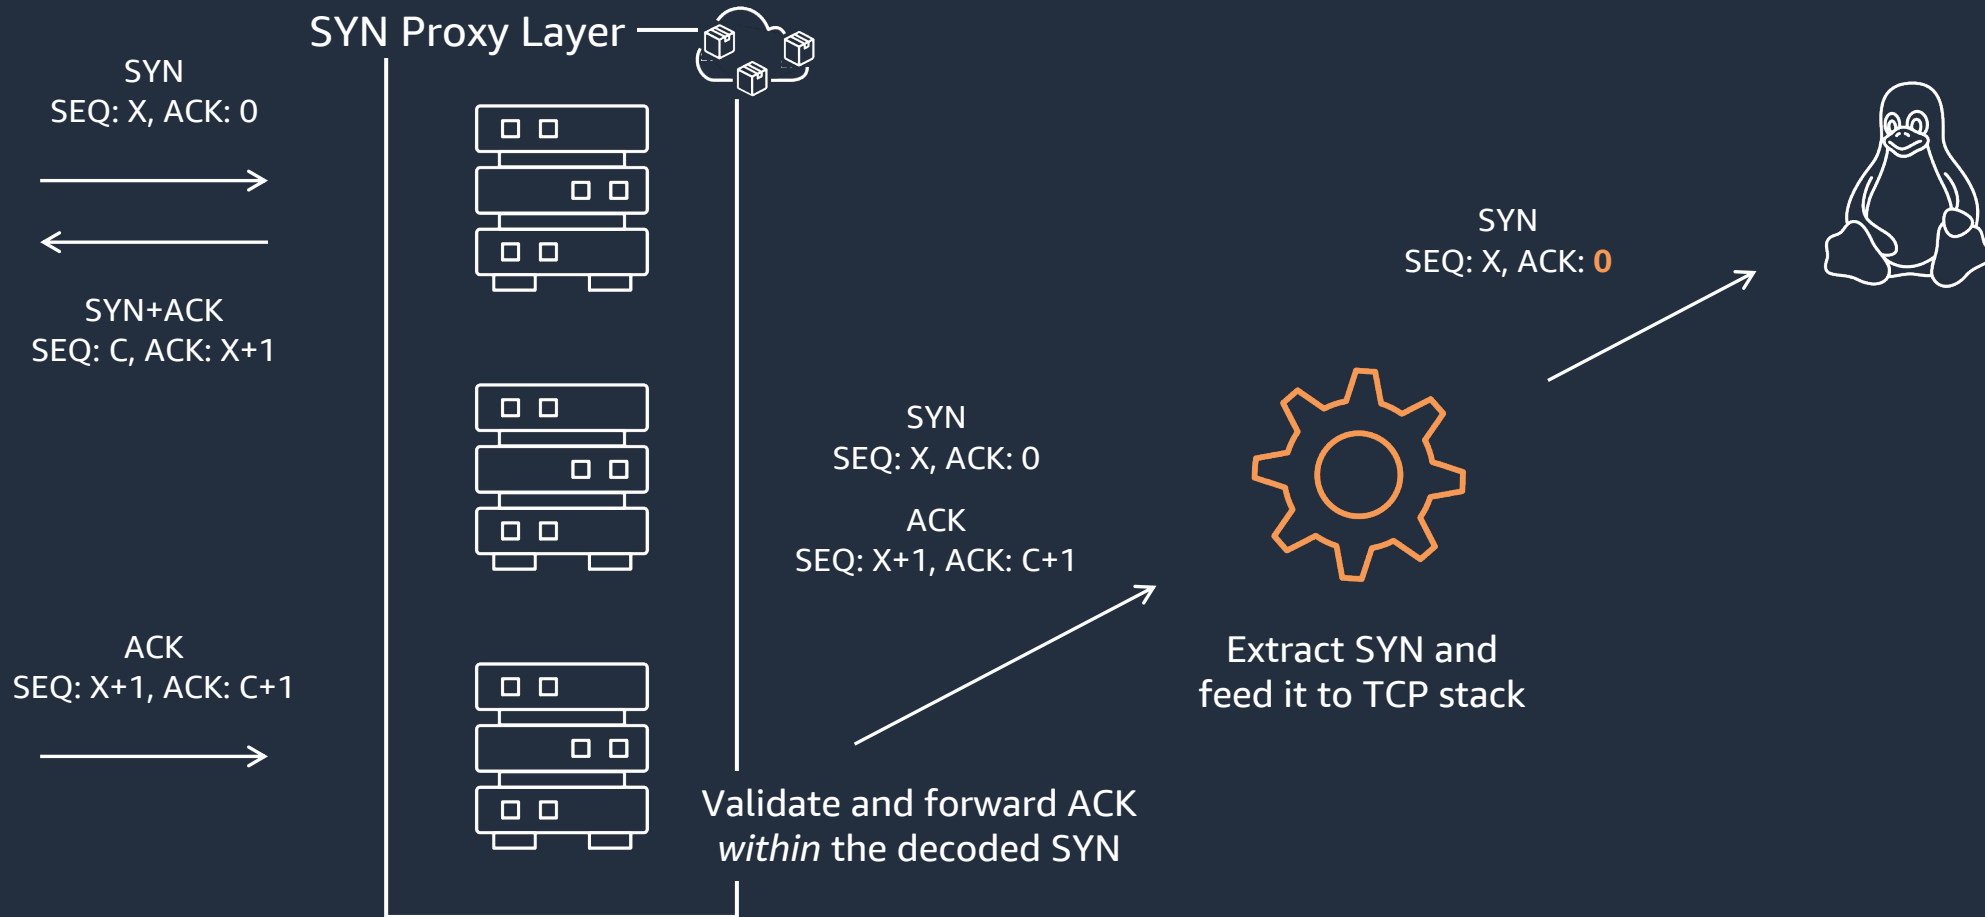 SYN Proxy Layer
SYN
SEQ: X, ACK: 0
SYN+ACK
SEQ: C, ACK: X+1
ACK
SEQ: X+1, ACK: C+1
SYN
SEQ: X, ACK: 0
ACK
SEQ: X+1, ACK: C+1
Validate and forward ACK
within the decoded SYN
Extract SYN and
feed it to TCP stack
SYN
SEQ: X, ACK: 0